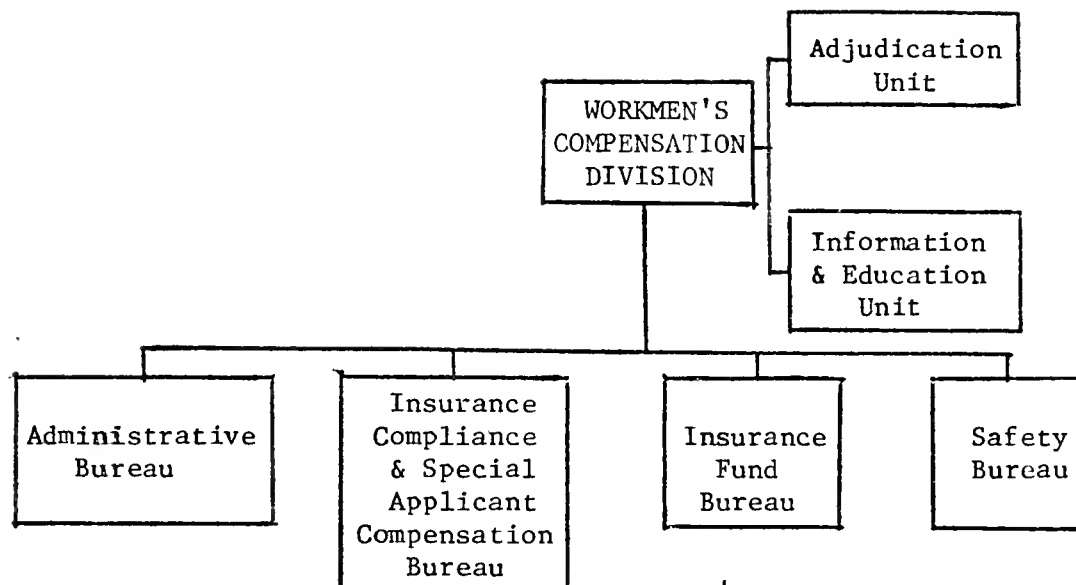 Adjudication
Unit
WORKMEN'S
COMPENSATION
DIVISION
Information
& Education
Unit
Administrative
Bureau
Insurance
Compliance
& Special
Applicant
Compensation
Bureau
Insurance
Fund
Bureau
Safety
Bureau